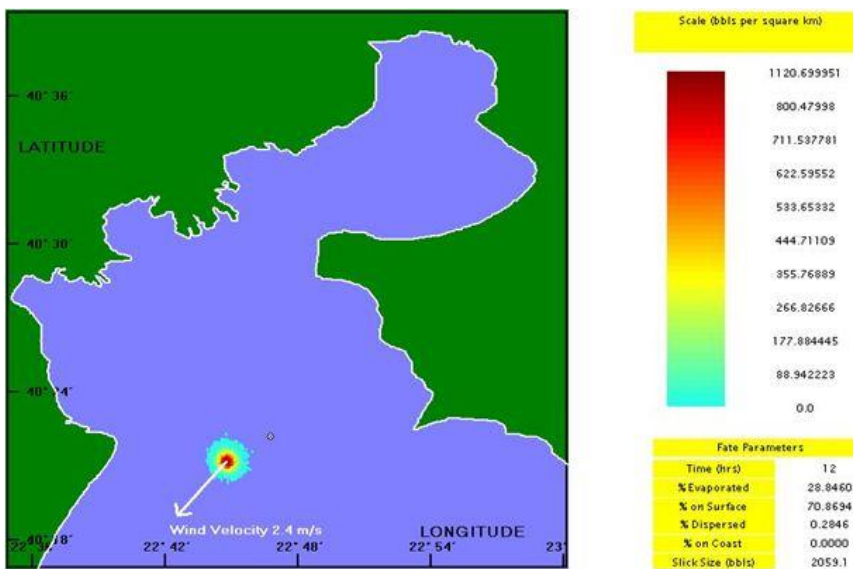 40° 36'
LATITUDE
40° 30'
40° 24'
Wind Velocity 2.4 m/s
LONGITUDE
22° 42'
22° 48'
22° 54'
23°
Scale (bbls per square km)
1120.699951
800.47998
711.537781
622.59552
533.65332
444.71109
355.76889
266.82666
177.884445
88.942223
0.0
Fate Parameters
Time (hrs) 12
% Evaporated 28.8460
% on Surface 70.8694
% Dispersed 0.2846
% on Coast 0.0000
Slick Size (bbls) 2059.1